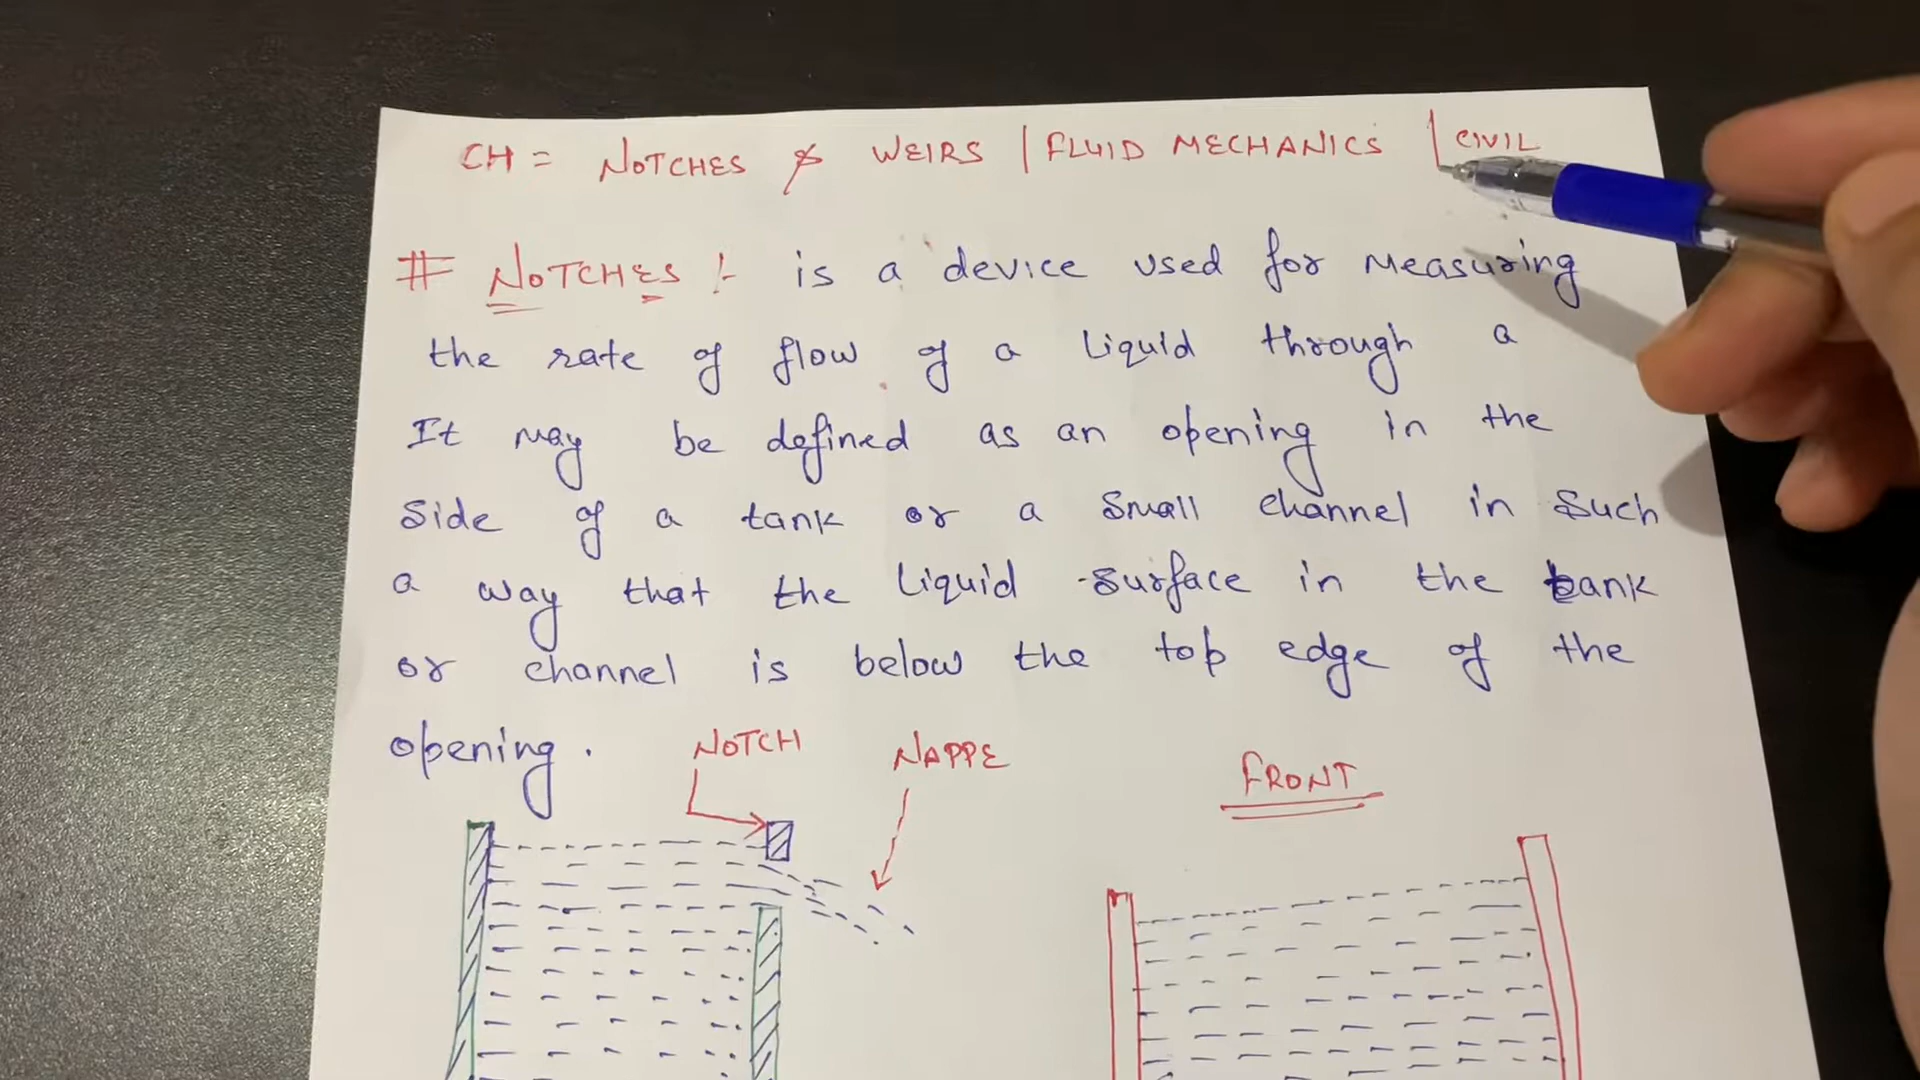 CH = NOTCHES & WEIRS | FLUID MECHANICS | CIVIL
# NOTCHES :- is a device used for measuring
the rate of flow of a liquid through a
It may be defined as an opening in the
side of a tank or a small channel in such
a way that the liquid surface in the tank
or channel is below the top edge of the
opening.
NOTCH
NAPPE
FRONT